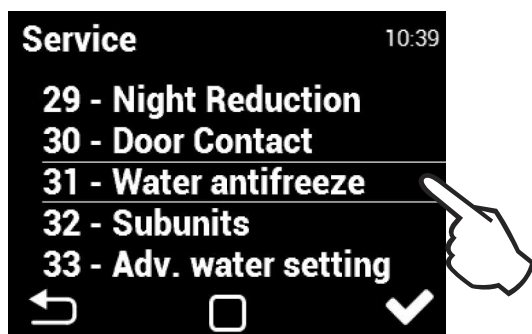 Service 10:39
29 - Night Reduction
30 - Door Contact
31 - Water antifreeze
32 - Subunits
33 - Adv. water setting